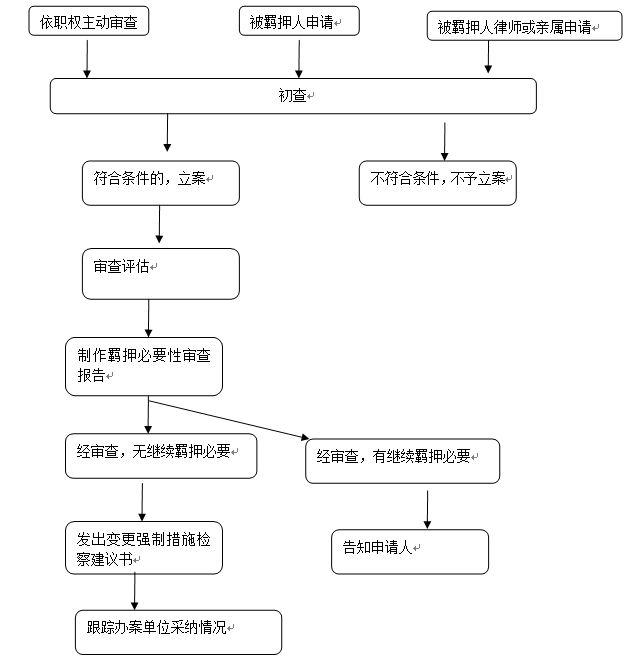 依职权主动审查
被羁押人申请
被羁押人律师或亲属申请
初查
符合条件的，立案
不符合条件，不予立案
审查评估
制作羁押必要性审查
报告
经审查，无继续羁押必要
经审查，有继续羁押必要
发出变更强制措施检
察建议书
告知申请人
跟踪办案单位采纳情况